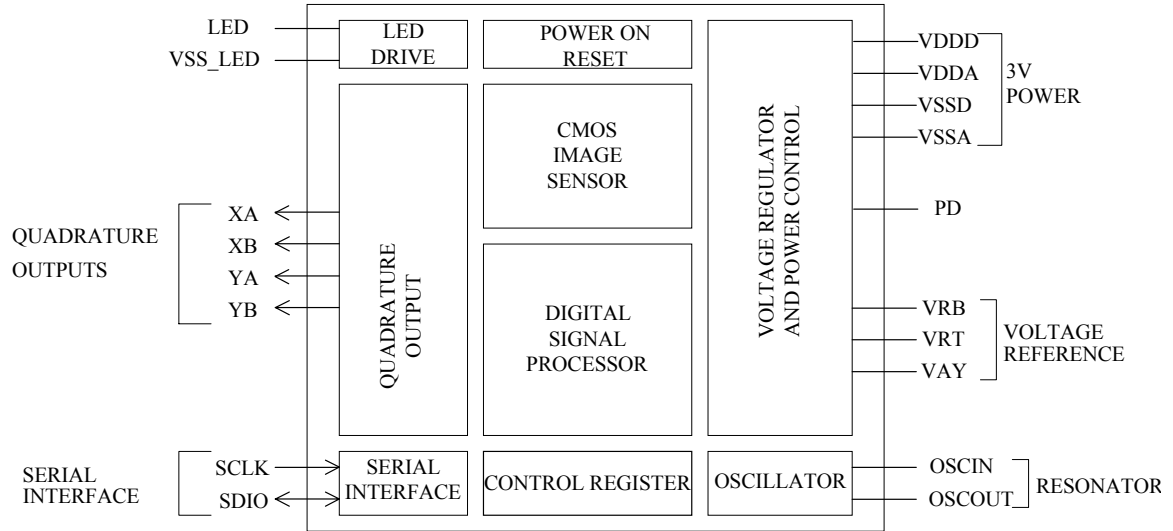 LED
VSS_LED
LED
DRIVE
POWER ON
RESET
VDDD
VDDA
VSSD
VSSA
3V
POWER
CMOS
IMAGE
SENSOR
VOLTAGE REGULATOR
AND POWER CONTROL
PD
QUADRATURE
OUTPUTS
XA
XB
YA
YB
QUADRATURE
OUTPUT
DIGITAL
SIGNAL
PROCESSOR
VRB
VRT
VAY
VOLTAGE
REFERENCE
SERIAL
INTERFACE
SCLK
SDIO
SERIAL
INTERFACE
CONTROL REGISTER
OSCILLATOR
OSCIN
OSCOUT
RESONATOR